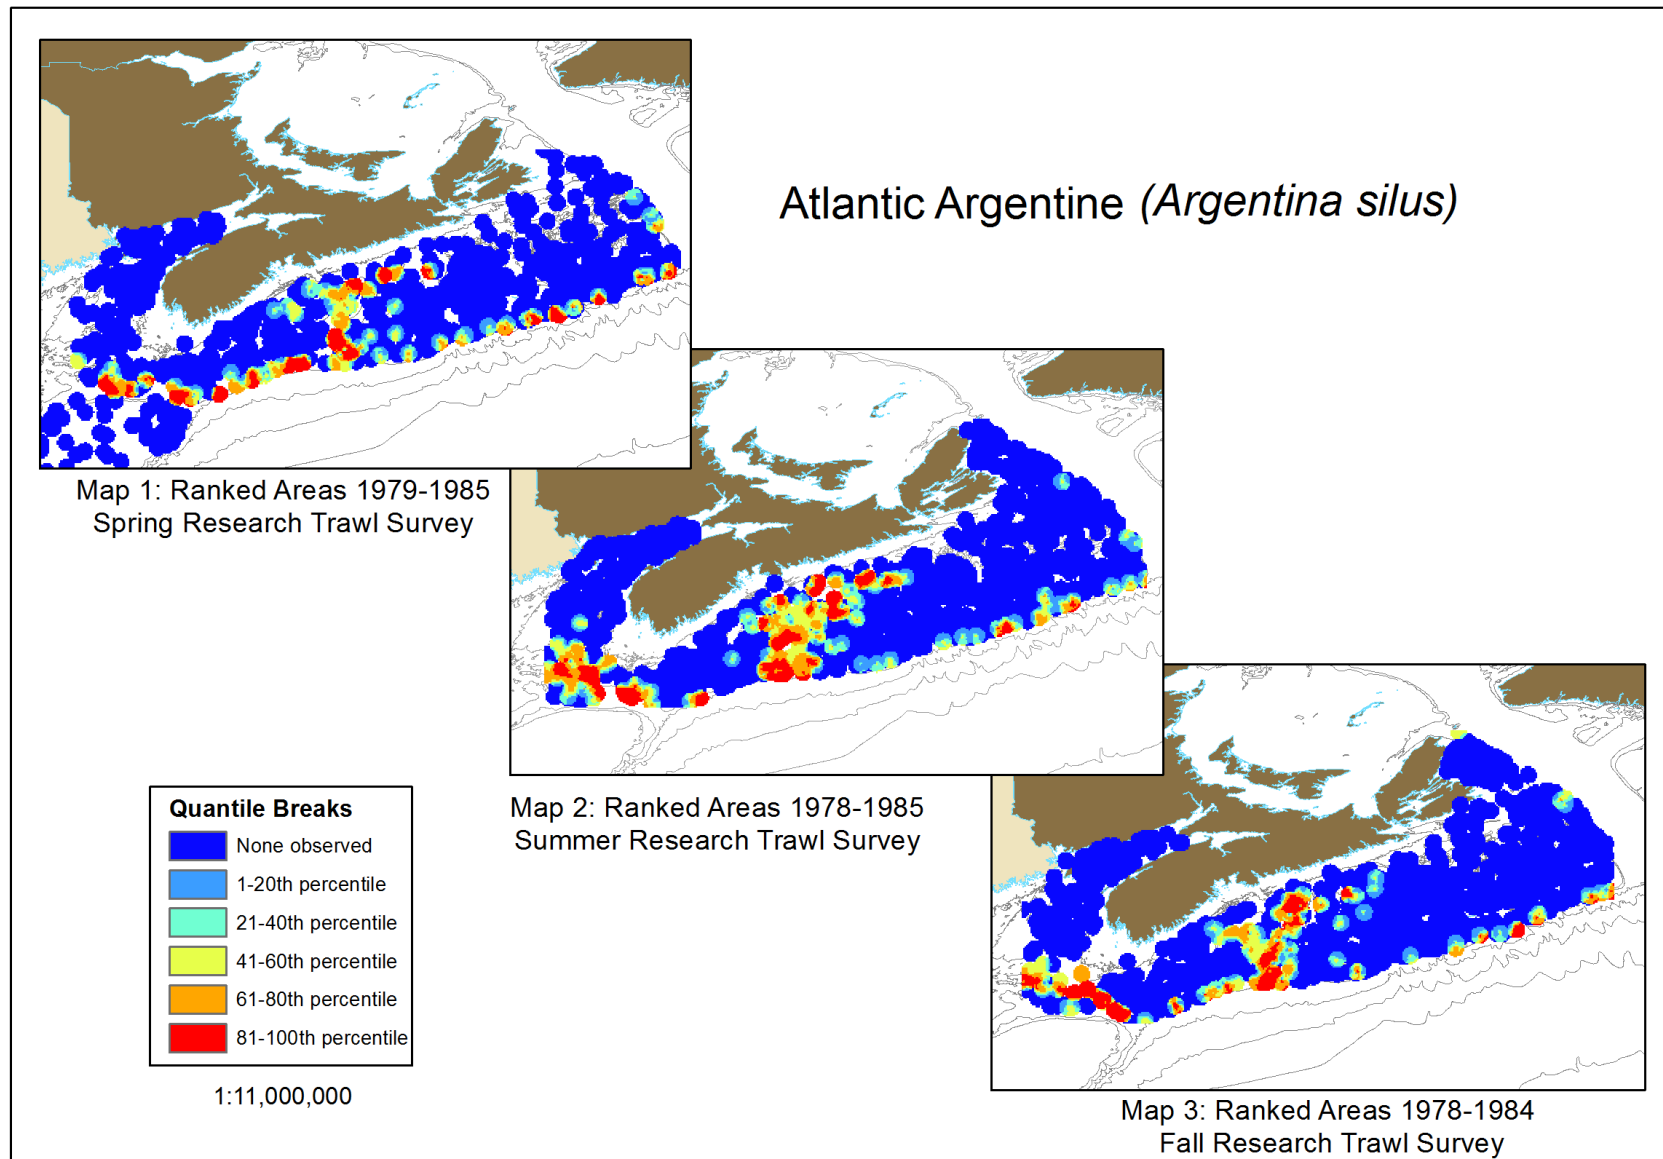 Atlantic Argentine (Argentina silus)
Map 1: Ranked Areas 1979-1985
Spring Research Trawl Survey
Map 2: Ranked Areas 1978-1985
Summer Research Trawl Survey
Map 3: Ranked Areas 1978-1984
Fall Research Trawl Survey
Quantile Breaks
None observed
1-20th percentile
21-40th percentile
41-60th percentile
61-80th percentile
81-100th percentile
1:11,000,000